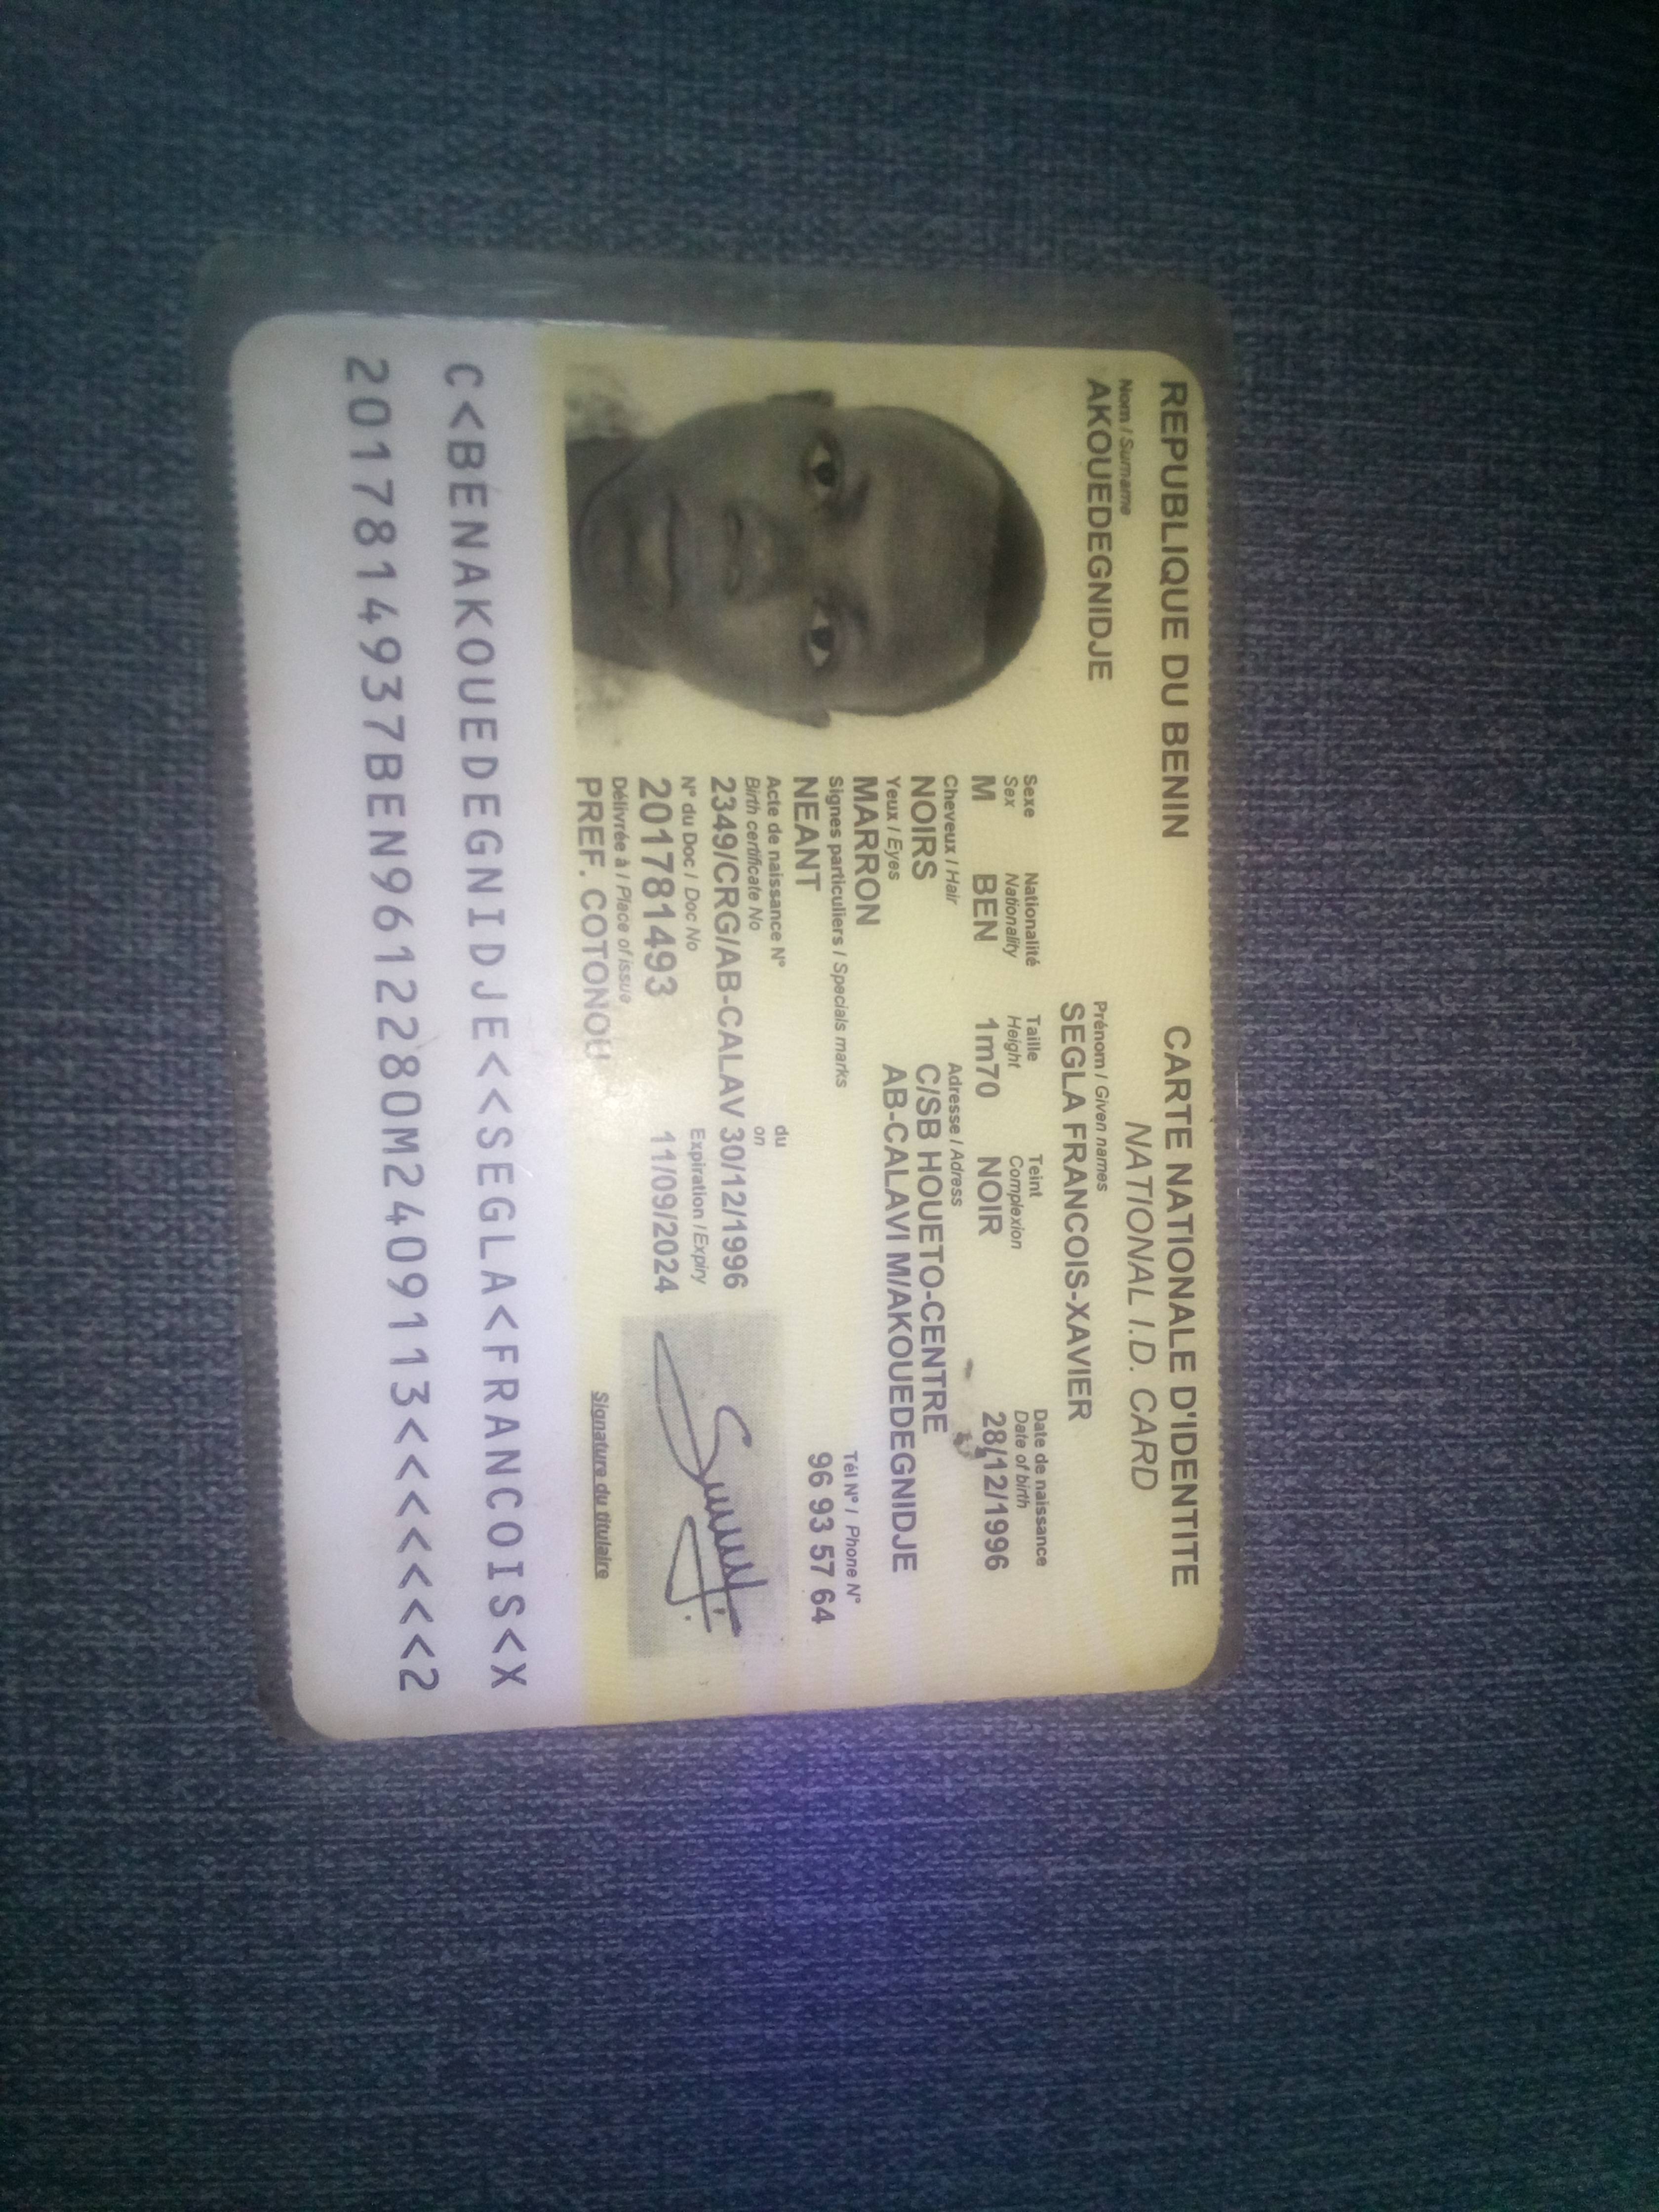 REPUBLIQUE DU BENIN
CARTE NATIONALE D'IDENTITE
NATIONAL I.D. CARD
Nom / Surname
AKOUEDEGNIDJE
Prénom / Given names
SEGLA FRANCOIS-XAVIER
Sexe Nationalité Taille Teint Date de naissance
Sex Nationality Height Complexion Date of birth
M BEN 1m70 NOIR 28/12/1996
Cheveux / Hair Adresse / Adress
NOIRS C/SB HOUETO-CENTRE
Yeux / Eyes AB-CALAVI M/AKOUEDEGNIDJE
MARRON
Signes particuliers / Specials marks Tél N° / Phone N°
NEANT 96 93 57 64
Acte de naissance N° du
Birth certificate No on
2349/CRG/AB-CALAV 30/12/1996
N° du Doc / Doc No Expiration / Expiry
201781493 11/09/2024
Délivrée à / Place of issue
PREF. COTONOU
Signature du titulaire
C<BENAKOUEDEGNIDJE<<SEGLA<FRANCOIS<X
2017814937BEN9612280M2409113<<<<<<<2